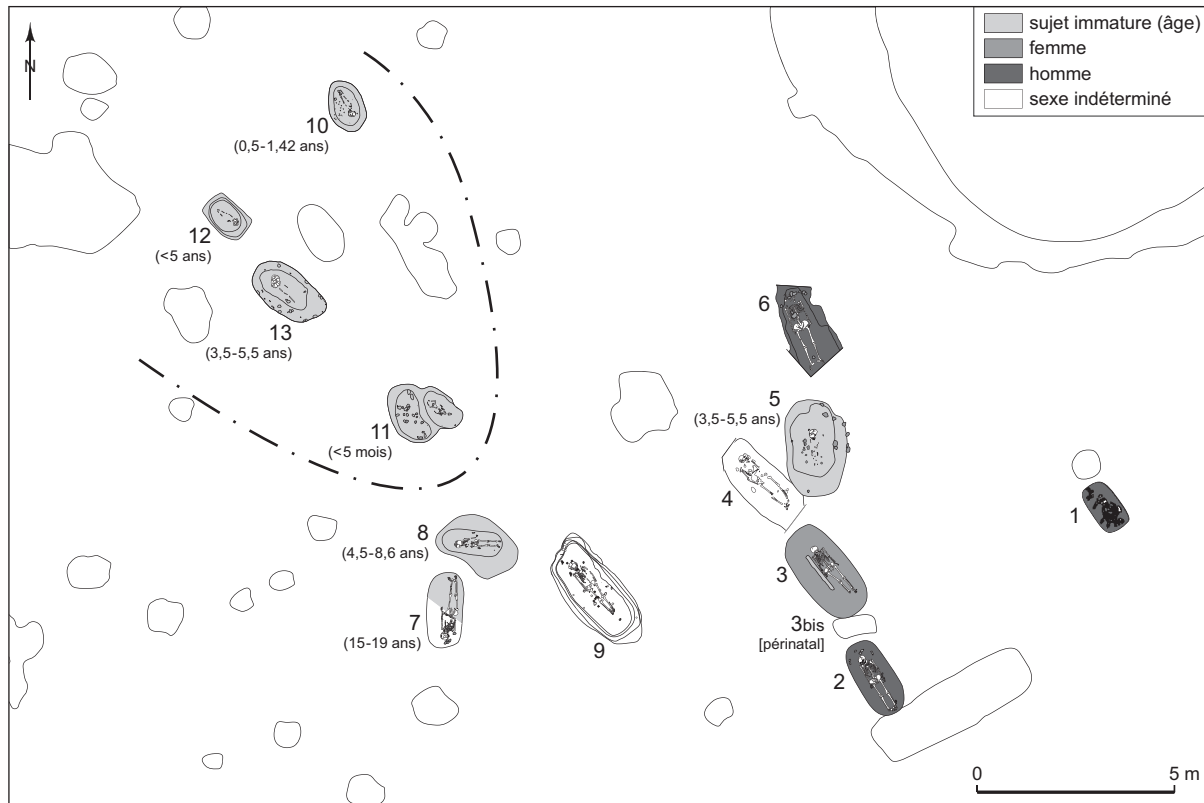 N
sujet immature (âge)
femme
homme
sexe indéterminé
10
(0,5-1,42 ans)
12
(<5 ans)
13
(3,5-5,5 ans)
11
(<5 mois)
6
5
(3,5-5,5 ans)
4
1
8
(4,5-8,6 ans)
3
7
(15-19 ans)
9
3bis
[périnatal]
2
0
5 m